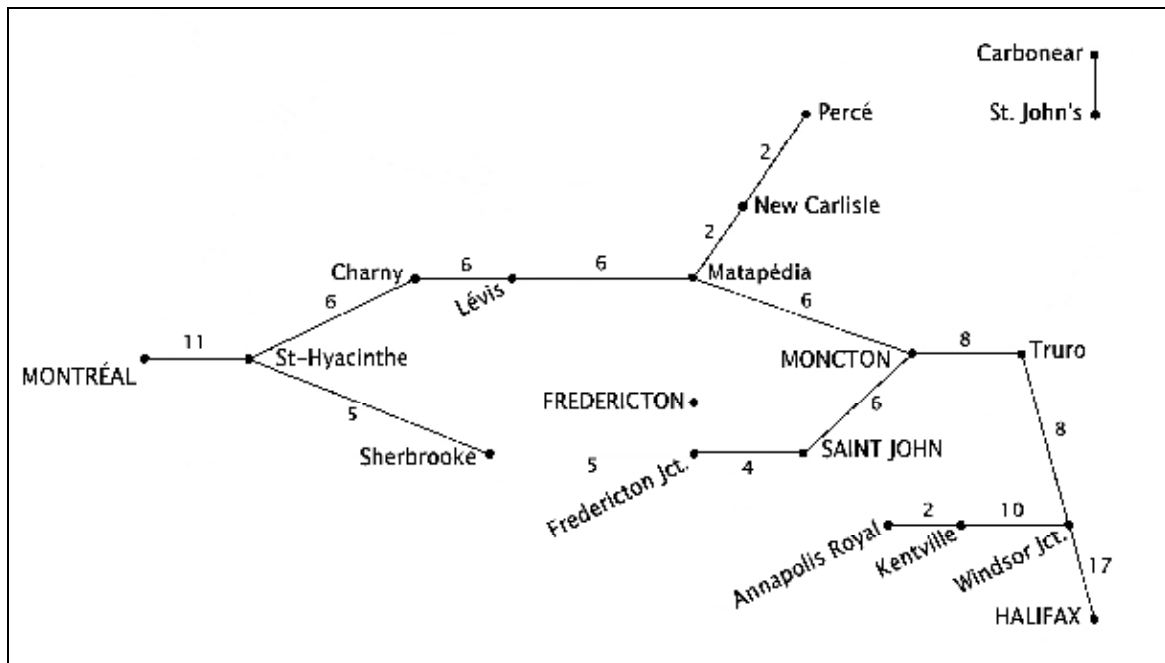 Carbonear
Percé
St. John's
2
New Carlisle
2
Charny
6
6
Matapédia
Lévis
6
6
11
St-Hyacinthe
MONCTON
8
Truro
MONTRÉAL
5
FREDERICTON
6
Sherbrooke
5
Fredericton Jct.
4
SAINT JOHN
8
Annapolis Royal
2
Kentville
10
Windsor Jct.
17
HALIFAX